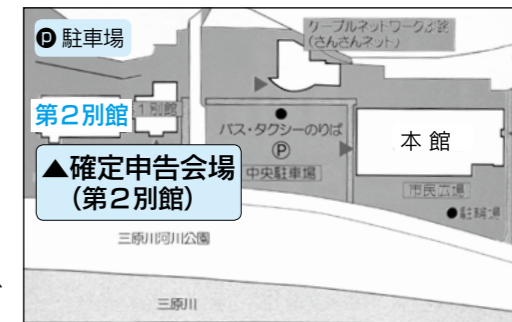 Ⓟ 駐車場
ケーブルネットワーク
(さんさんネット)
第2別館
1別館
バス・タクシーのりば
Ⓟ
中央駐車場
本館
▲確定申告会場
(第2別館)
市民広場
●駐輪場
三原川河川公園
三原川